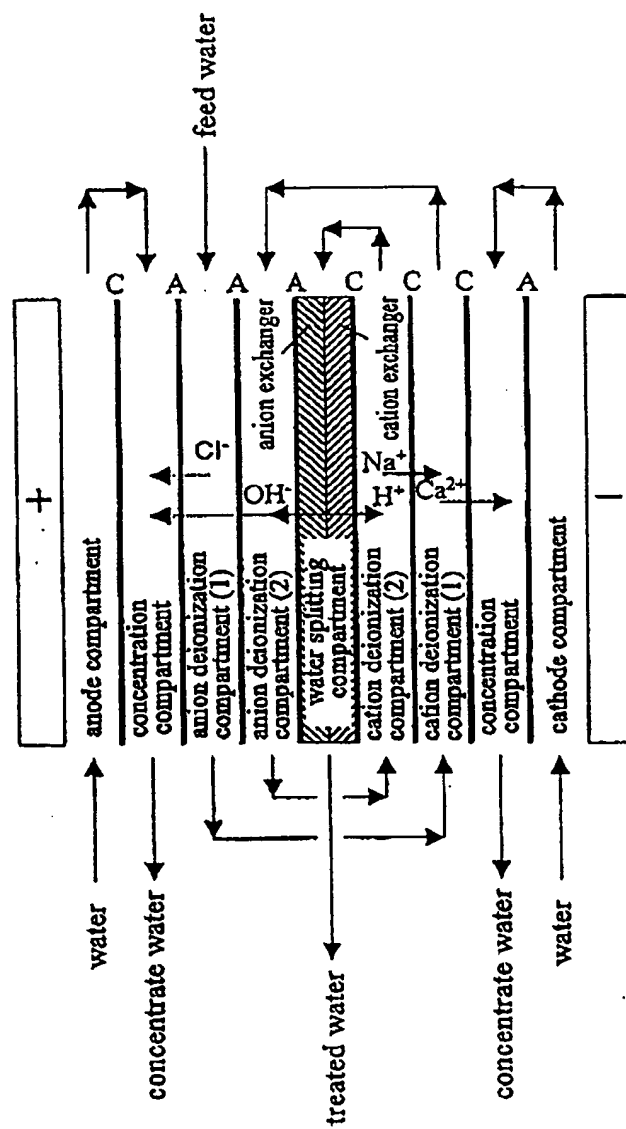 +
feed water
water
anode compartment
C
concentrate water
concentration
compartment
A
Cl-
anion deionization
compartment (1)
A
OH-
anion deionization
compartment (2)
A
anion exchanger
treated water
water splitting
compartment
C
cation exchanger
Na+
H+
cation deionization
compartment (2)
C
Ca2+
cation deionization
compartment (1)
C
concentrate water
concentration
compartment
A
water
cathode compartment
−